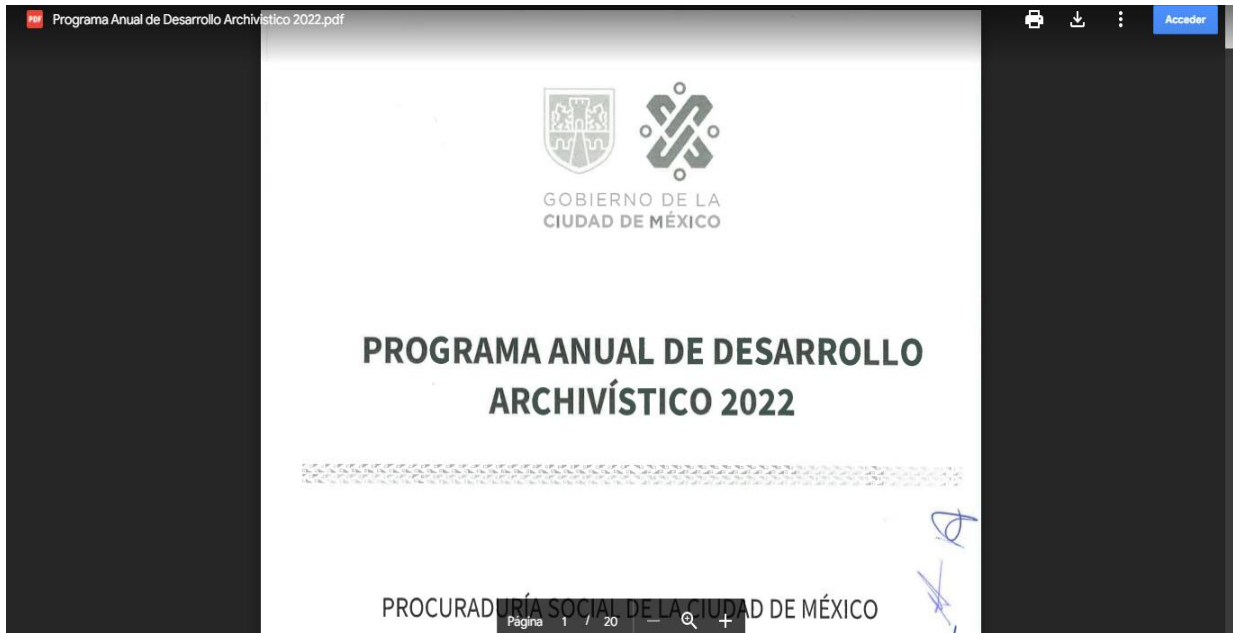 Programa Anual de Desarrollo Archivístico 2022.pdf
Acceder
GOBIERNO DE LA
CIUDAD DE MÉXICO
PROGRAMA ANUAL DE DESARROLLO
ARCHIVÍSTICO 2022
PROCURADURÍA SOCIAL DE LA CIUDAD DE MÉXICO
Página 1 / 20